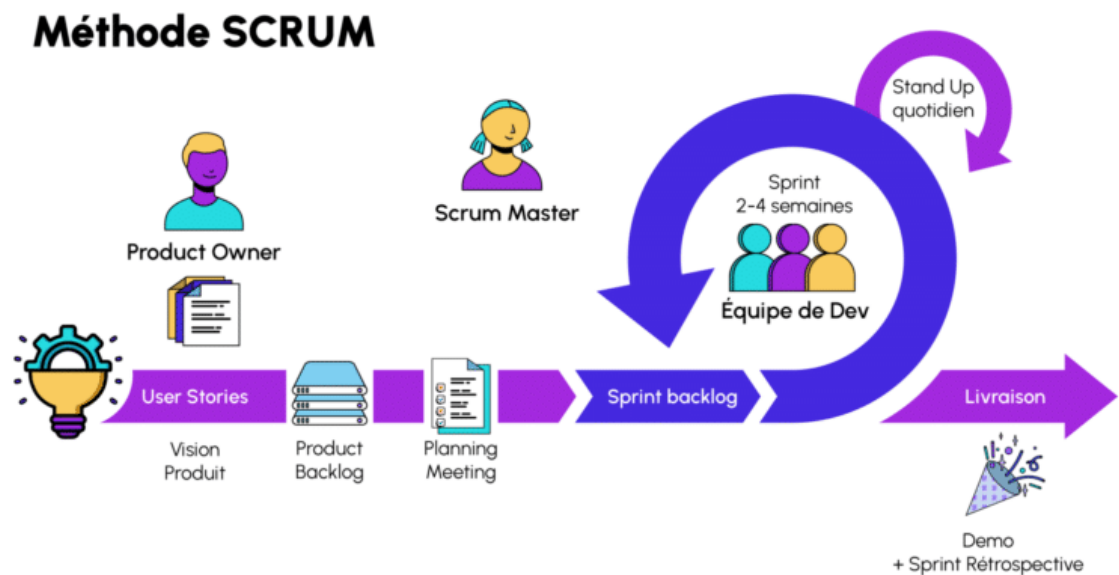 Méthode SCRUM
Stand Up
quotidien
Sprint
2-4 semaines
Scrum Master
Product Owner
Équipe de Dev
User Stories
Sprint backlog
Livraison
Vision
Produit
Product
Backlog
Planning
Meeting
Demo
+ Sprint Rétrospective